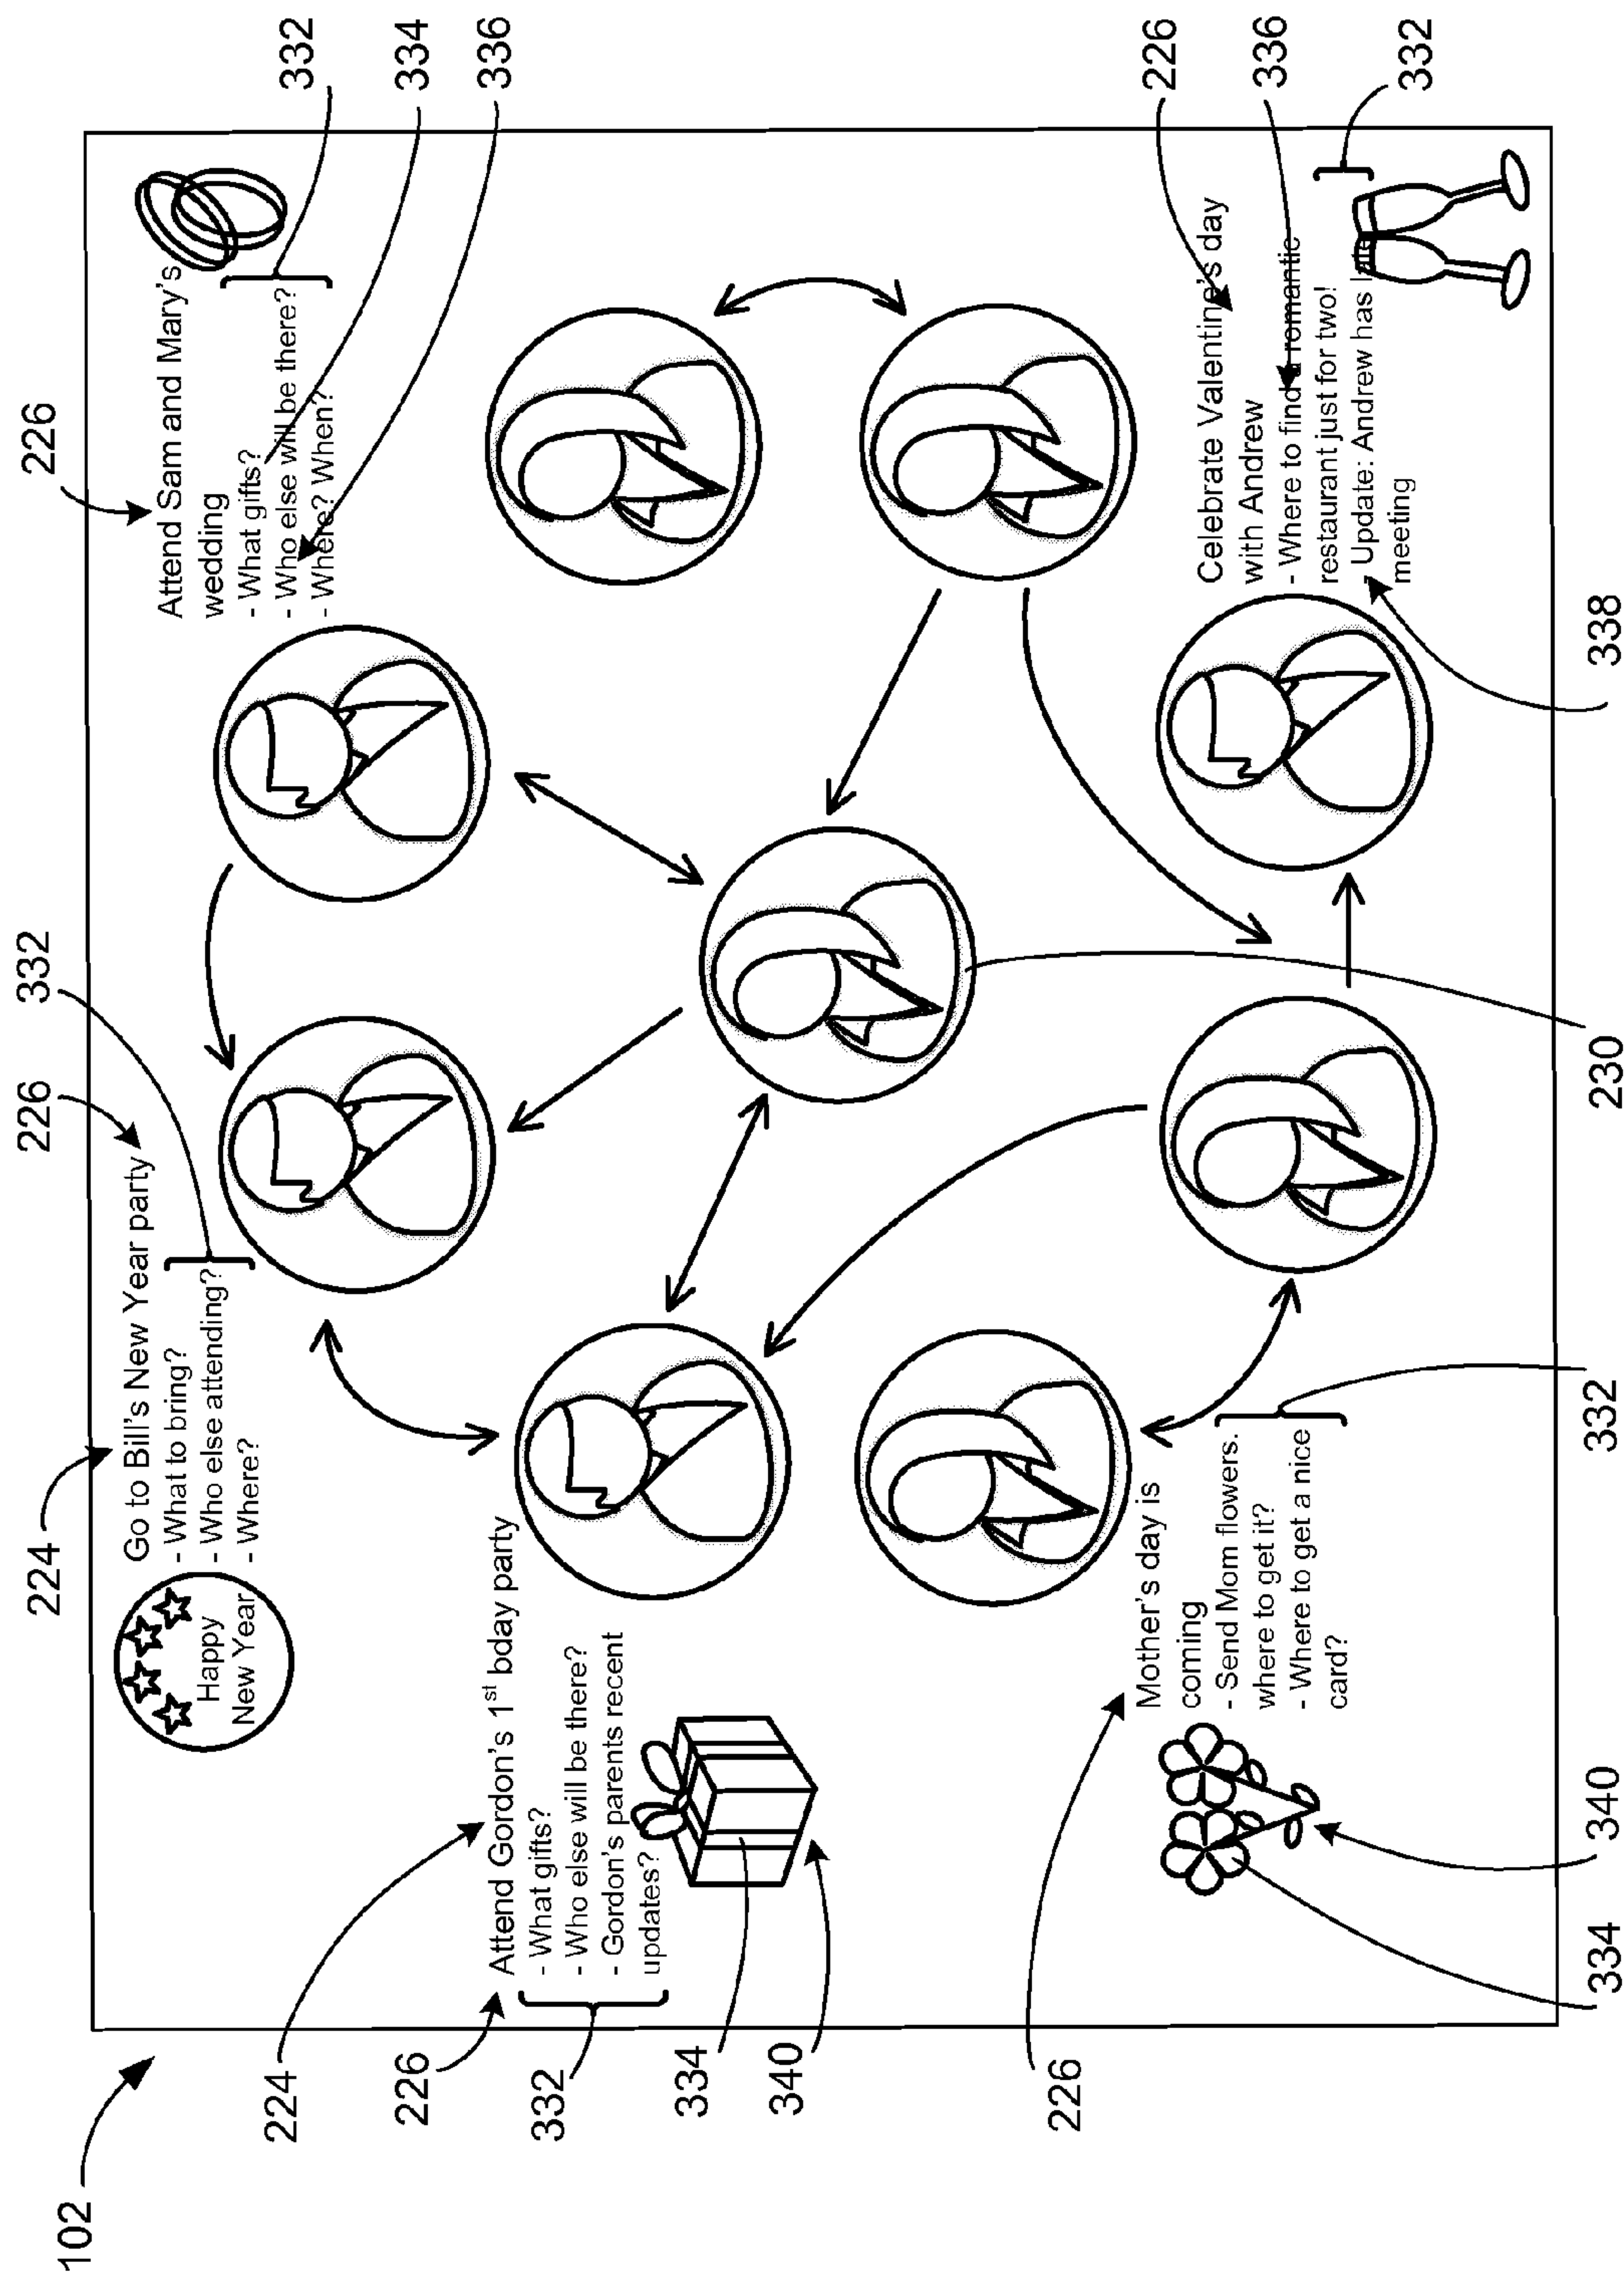 102
224
226
332
226
332
334
336
Happy
New Year
Go to Bill's New Year party
- What to bring?
- Who else attending?
- Where?
Attend Sam and Mary's
wedding
- What gifts?
- Who else will be there?
- Where? When?
224
226
332
334
340
Attend Gordon's 1st bday party
- What gifts?
- Who else will be there?
- Gordon's parents recent
updates?
226
Mother's day is
coming
- Send Mom flowers.
where to get it?
- Where to get a nice
card?
Celebrate Valentine's day
with Andrew
- Where to find a romantic
restaurant just for two!
- Update: Andrew has late
meeting
226
336
332
334
340
332
230
338